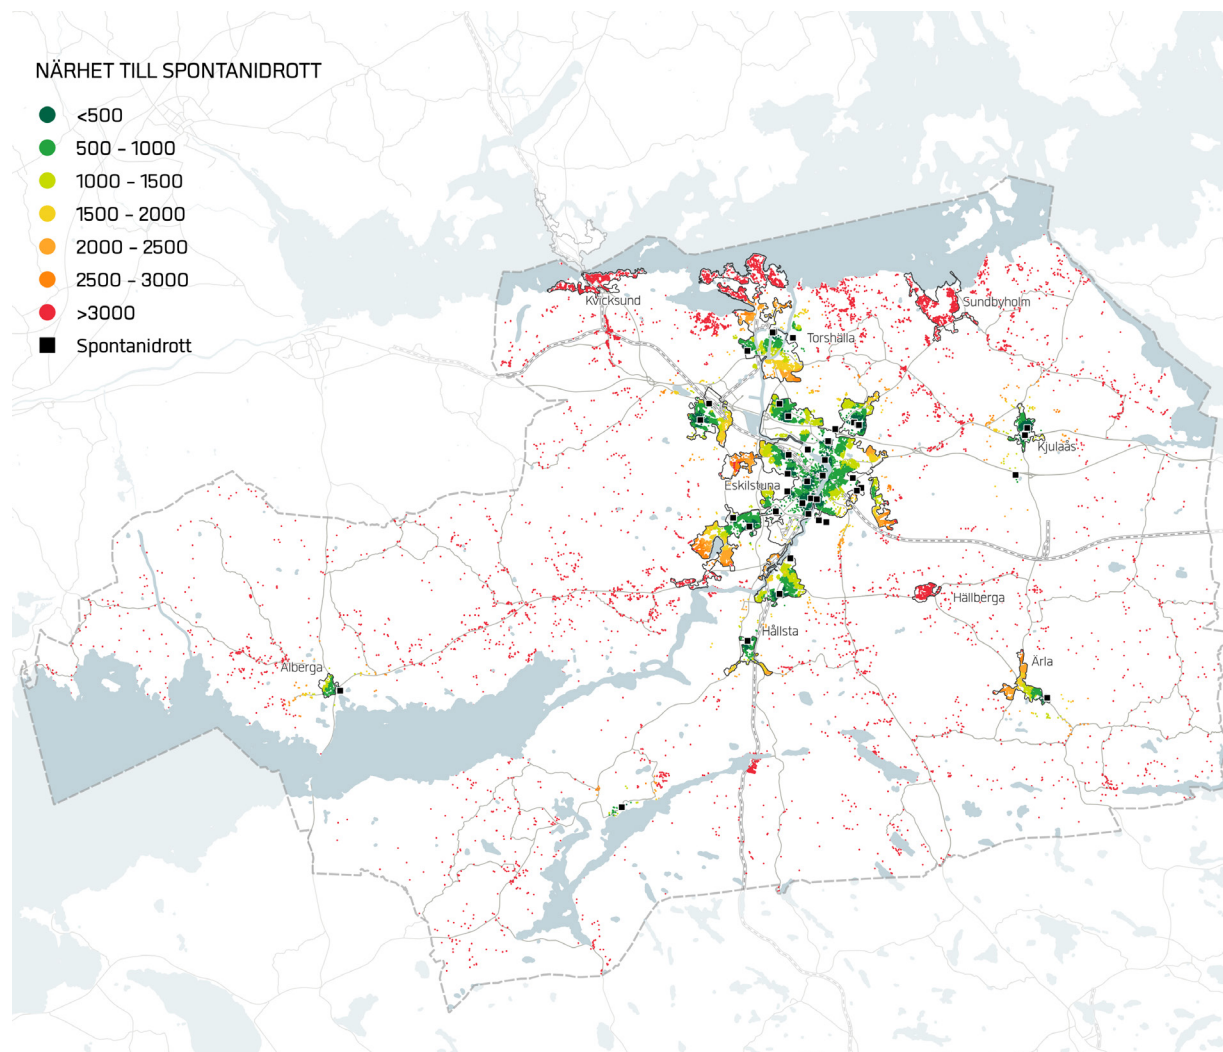 NÄRHET TILL SPONTANIDROTT
<500
500 - 1000
1000 - 1500
1500 - 2000
2000 - 2500
2500 - 3000
>3000
Spontanidrott
Kvicksund
Sundbyholm
Torshälla
Kjulaås
Eskilstuna
Hällberga
Hållsta
Ärla
Alberga